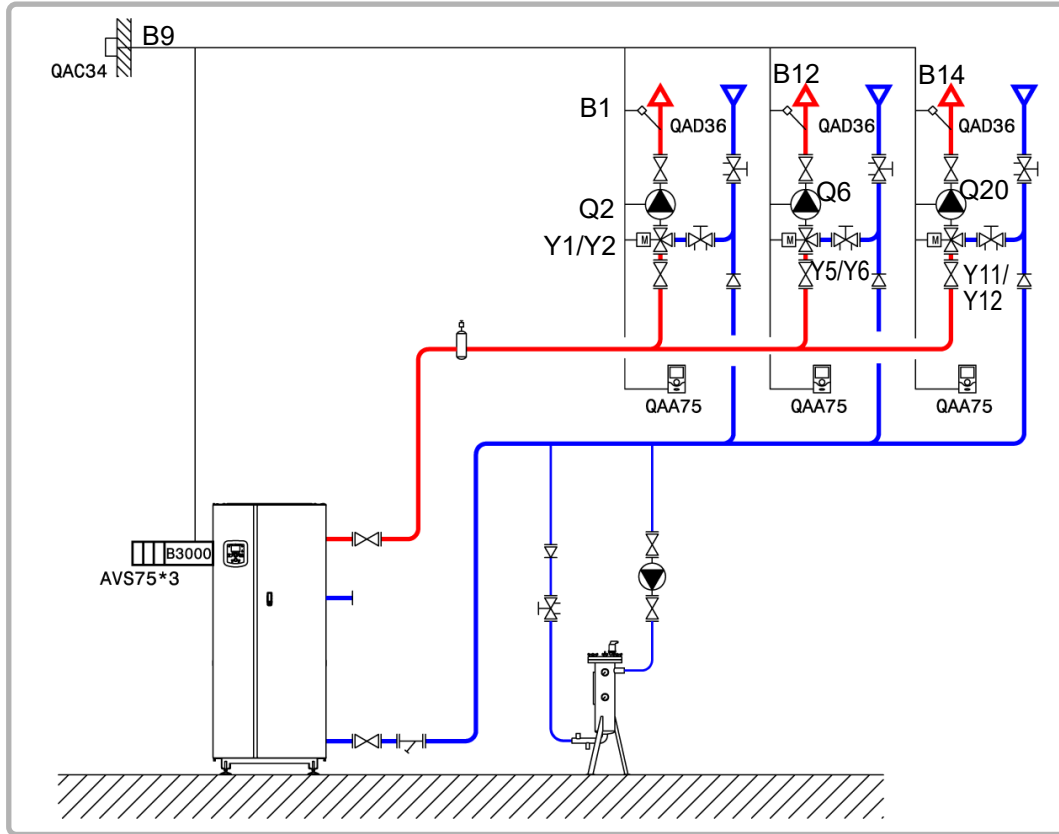 B9
QAC34
B1
QAD36
B12
QAD36
B14
QAD36
Q2
Q6
Q20
Y1/Y2
M
M
Y5/Y6
M
Y11/
Y12
QAA75
QAA75
QAA75
B3000
AVS75*3